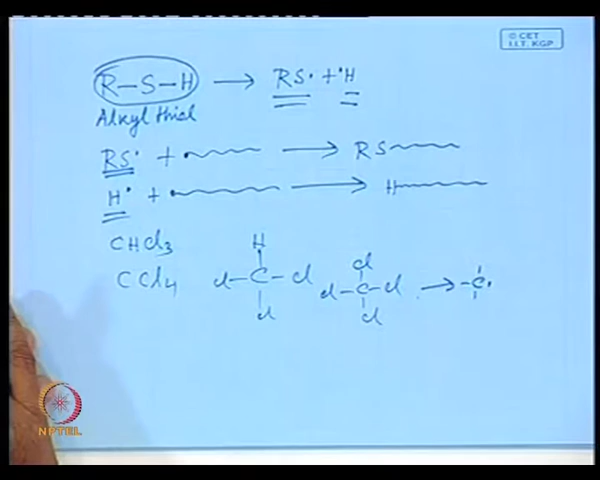 © CET
I.I.T. KGP
R-S-H → RS• + •H
Alkyl thiol
RS• + •~~~ → RS~~~
H• + •~~~ → H~~~
CHCl3
CCl4
H
Cl-C-Cl
Cl
Cl
Cl-C-Cl → -C•
Cl
NPTEL